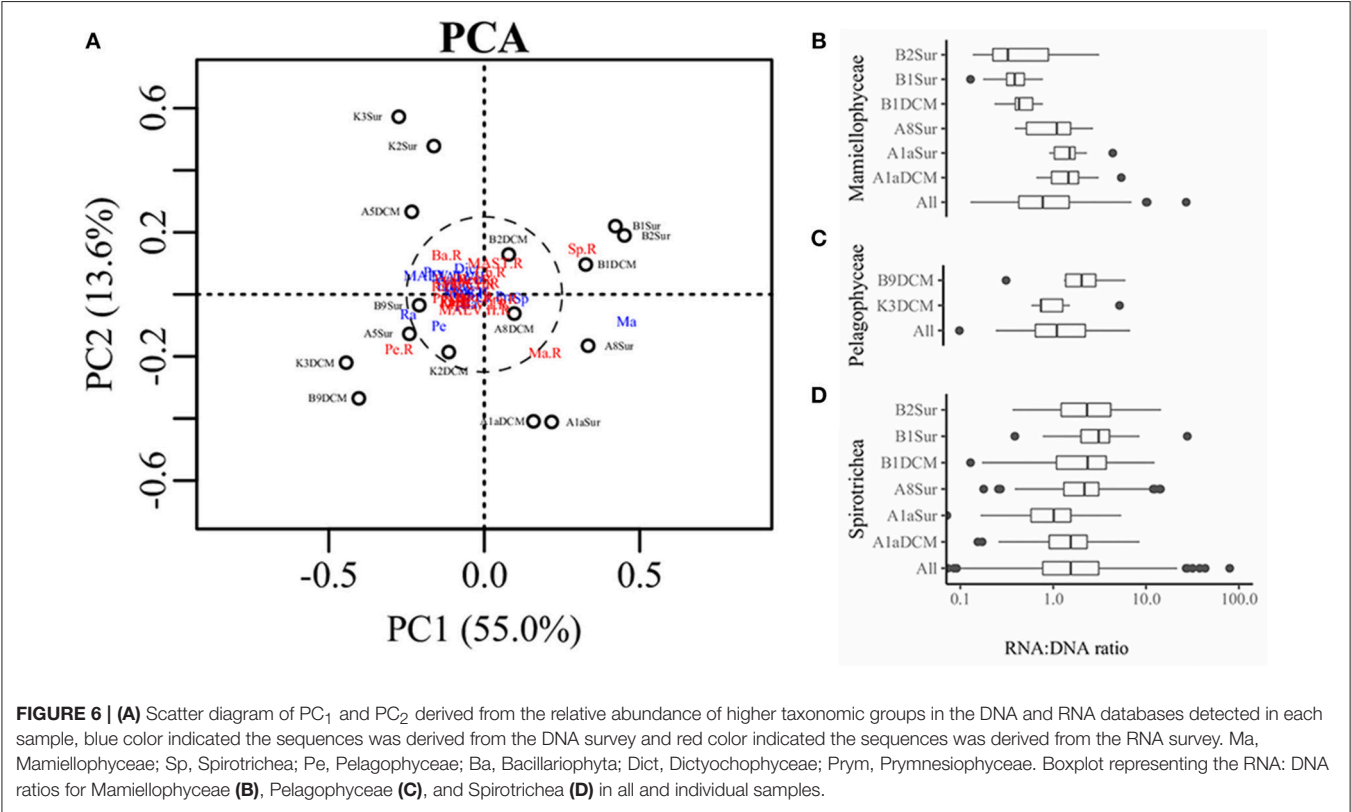 A
PCA
PC2 (13.6%)
0.6
0.2
-0.2
-0.6
K3Sur
K2Sur
A5DCM
B2DCM
B1Sur
B2Sur
Sp.R
B1DCM
Ba.R
MAST.R
Dic
Sp
B9Sur
Ra
Pe
A8DCM
Ma
A5Sur
Pe.R
Ma.R
A8Sur
K3DCM
K2DCM
B9DCM
A1aDCM
A1aSur
-0.5
0.0
0.5
PC1 (55.0%)
B
Mamiellophyceae
B2Sur
B1Sur
B1DCM
A8Sur
A1aSur
A1aDCM
All
C
Pelagophyceae
B9DCM
K3DCM
All
D
Spirotrichea
B2Sur
B1Sur
B1DCM
A8Sur
A1aSur
A1aDCM
All
0.1
1.0
10.0
100.0
RNA:DNA ratio
FIGURE 6 | (A) Scatter diagram of PC1 and PC2 derived from the relative abundance of higher taxonomic groups in the DNA and RNA databases detected in each
sample, blue color indicated the sequences was derived from the DNA survey and red color indicated the sequences was derived from the RNA survey. Ma,
Mamiellophyceae; Sp, Spirotrichea; Pe, Pelagophyceae; Ba, Bacillariophyta; Dict, Dictyochophyceae; Prym, Prymnesiophyceae. Boxplot representing the RNA: DNA
ratios for Mamiellophyceae (B), Pelagophyceae (C), and Spirotrichea (D) in all and individual samples.